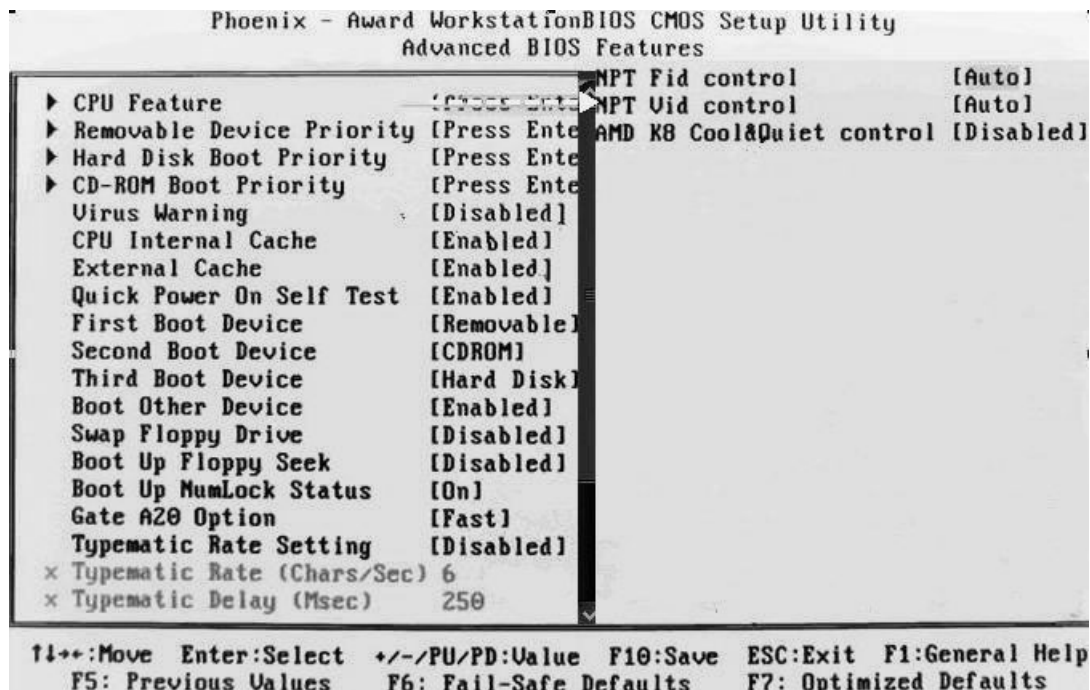 Phoenix - Award WorkstationBIOS CMOS Setup Utility
Advanced BIOS Features
CPU Feature
Removable Device Priority [Press Ente
Hard Disk Boot Priority [Press Ente
CD-ROM Boot Priority [Press Ente
Virus Warning [Disabled]
CPU Internal Cache [Enabled]
External Cache [Enabled]
Quick Power On Self Test [Enabled]
First Boot Device [Removable]
Second Boot Device [CDROM]
Third Boot Device [Hard Disk]
Boot Other Device [Enabled]
Swap Floppy Drive [Disabled]
Boot Up Floppy Seek [Disabled]
Boot Up NumLock Status [On]
Gate A20 Option [Fast]
Typematic Rate Setting [Disabled]
x Typematic Rate (Chars/Sec) 6
x Typematic Delay (Msec) 250
NPT Fid control [Auto]
NPT Vid control [Auto]
AMD K8 Cool&Quiet control [Disabled]
↑↓→←:Move Enter:Select +/-/PU/PD:Value F10:Save ESC:Exit F1:General Help
F5: Previous Values F6: Fail-Safe Defaults F7: Optimized Defaults